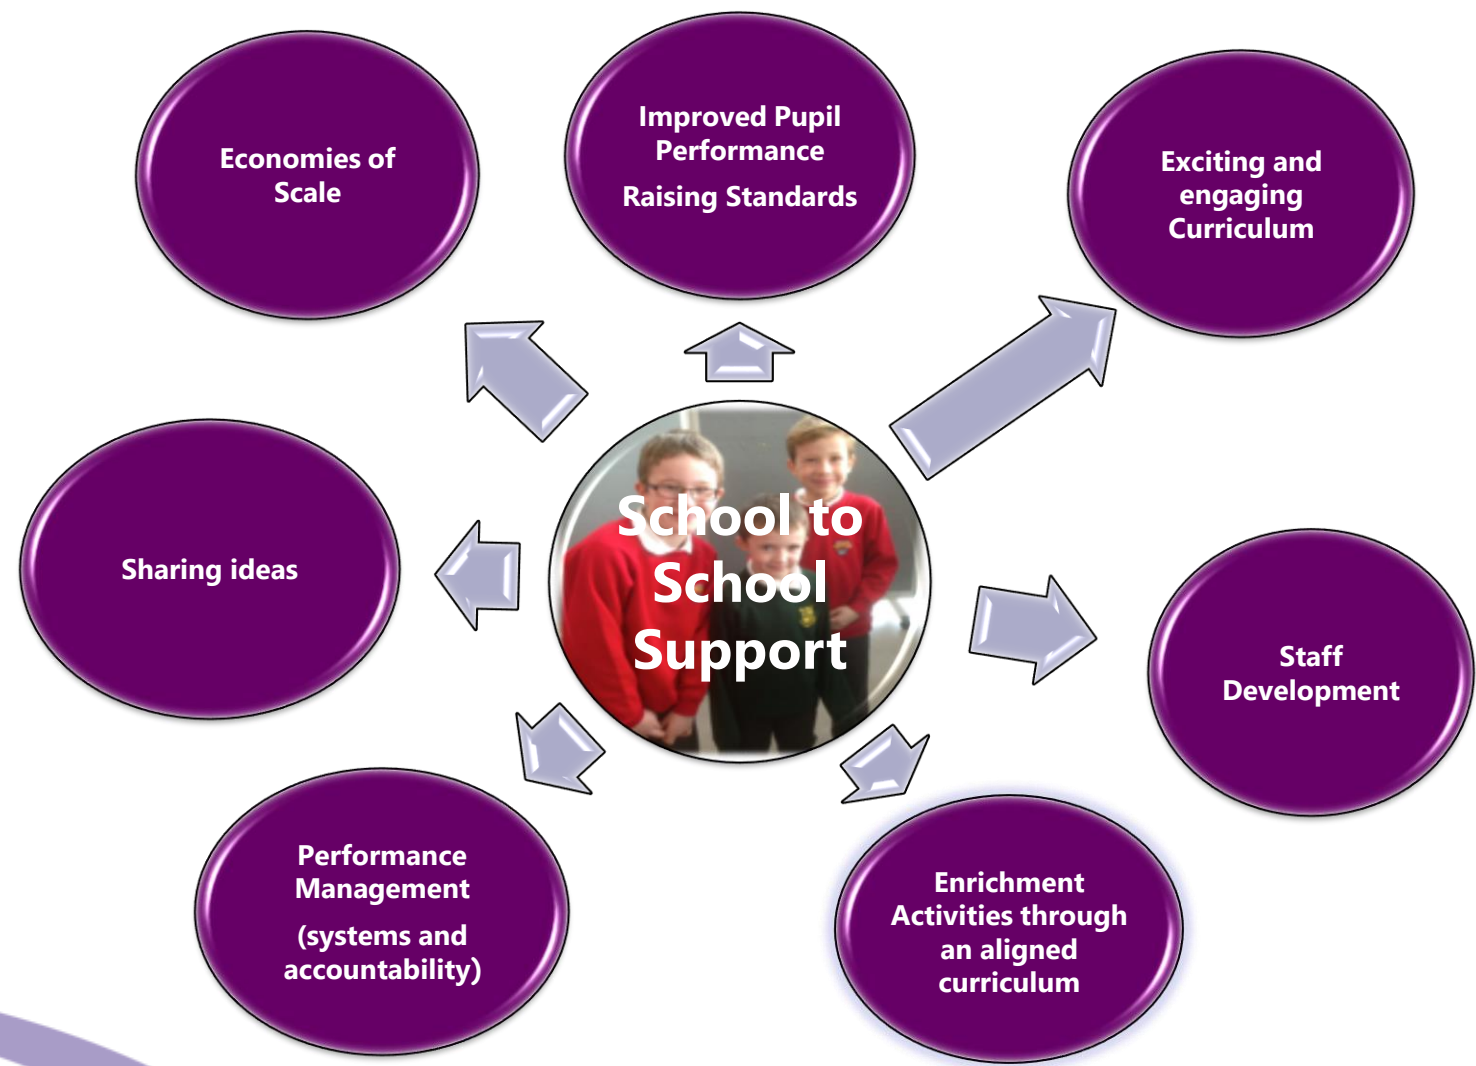 Economies of
Scale
Improved Pupil
Performance
Raising Standards
Exciting and
engaging
Curriculum
School to
School
Support
Sharing ideas
Staff
Development
Performance
Management
(systems and
accountability)
Enrichment
Activities through
an aligned
curriculum